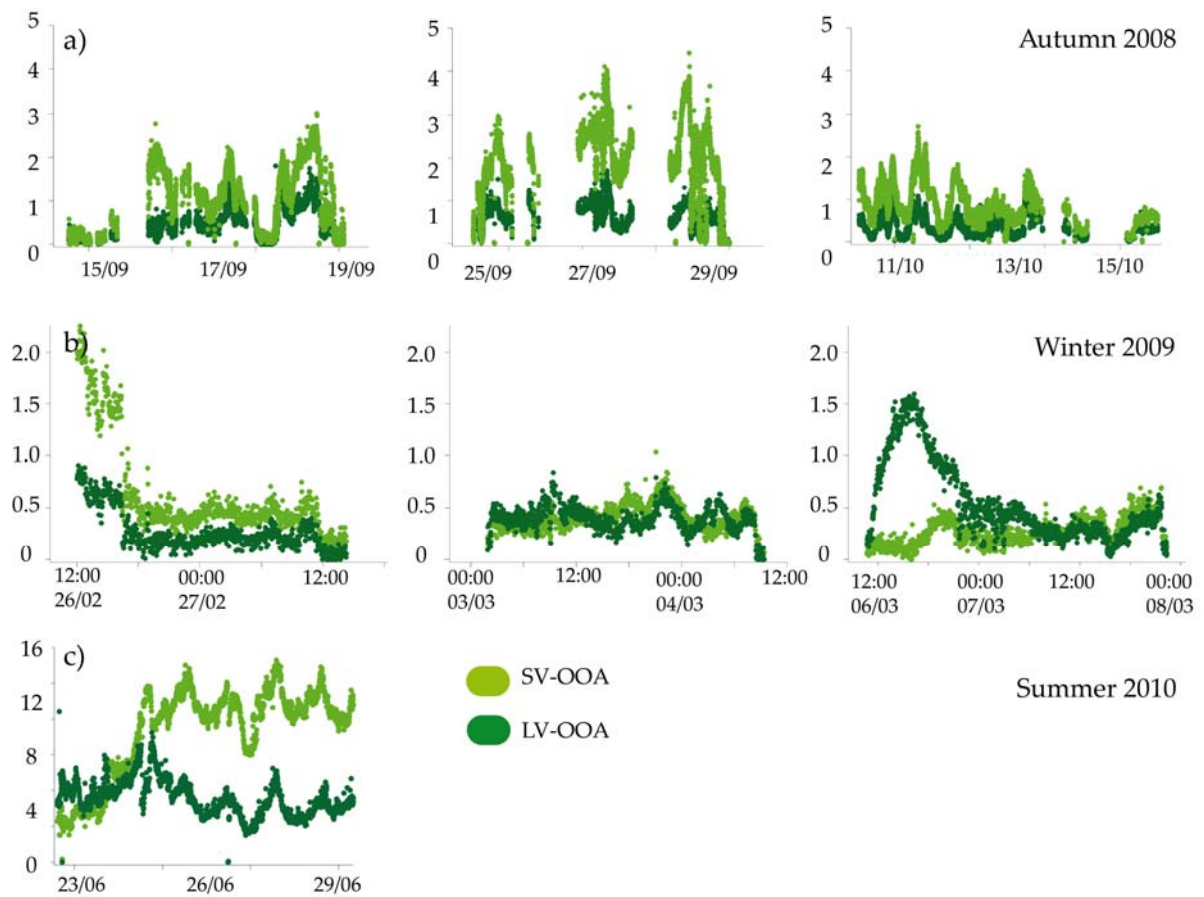 a)
Autumn 2008
5
4
3
2
1
0
15/09 17/09 19/09
5
4
3
2
1
0
25/09 27/09 29/09
5
4
3
2
1
0
11/10 13/10 15/10
b)
Winter 2009
2.0
1.5
1.0
0.5
0
12:00 00:00 12:00
26/02 27/02
2.0
1.5
1.0
0.5
0
00:00 12:00 00:00 12:00
03/03 04/03
2.0
1.5
1.0
0.5
0
12:00 00:00 12:00 00:00
06/03 07/03 08/03
c)
16
12
8
4
0
23/06 26/06 29/06
SV-OOA
LV-OOA
Summer 2010